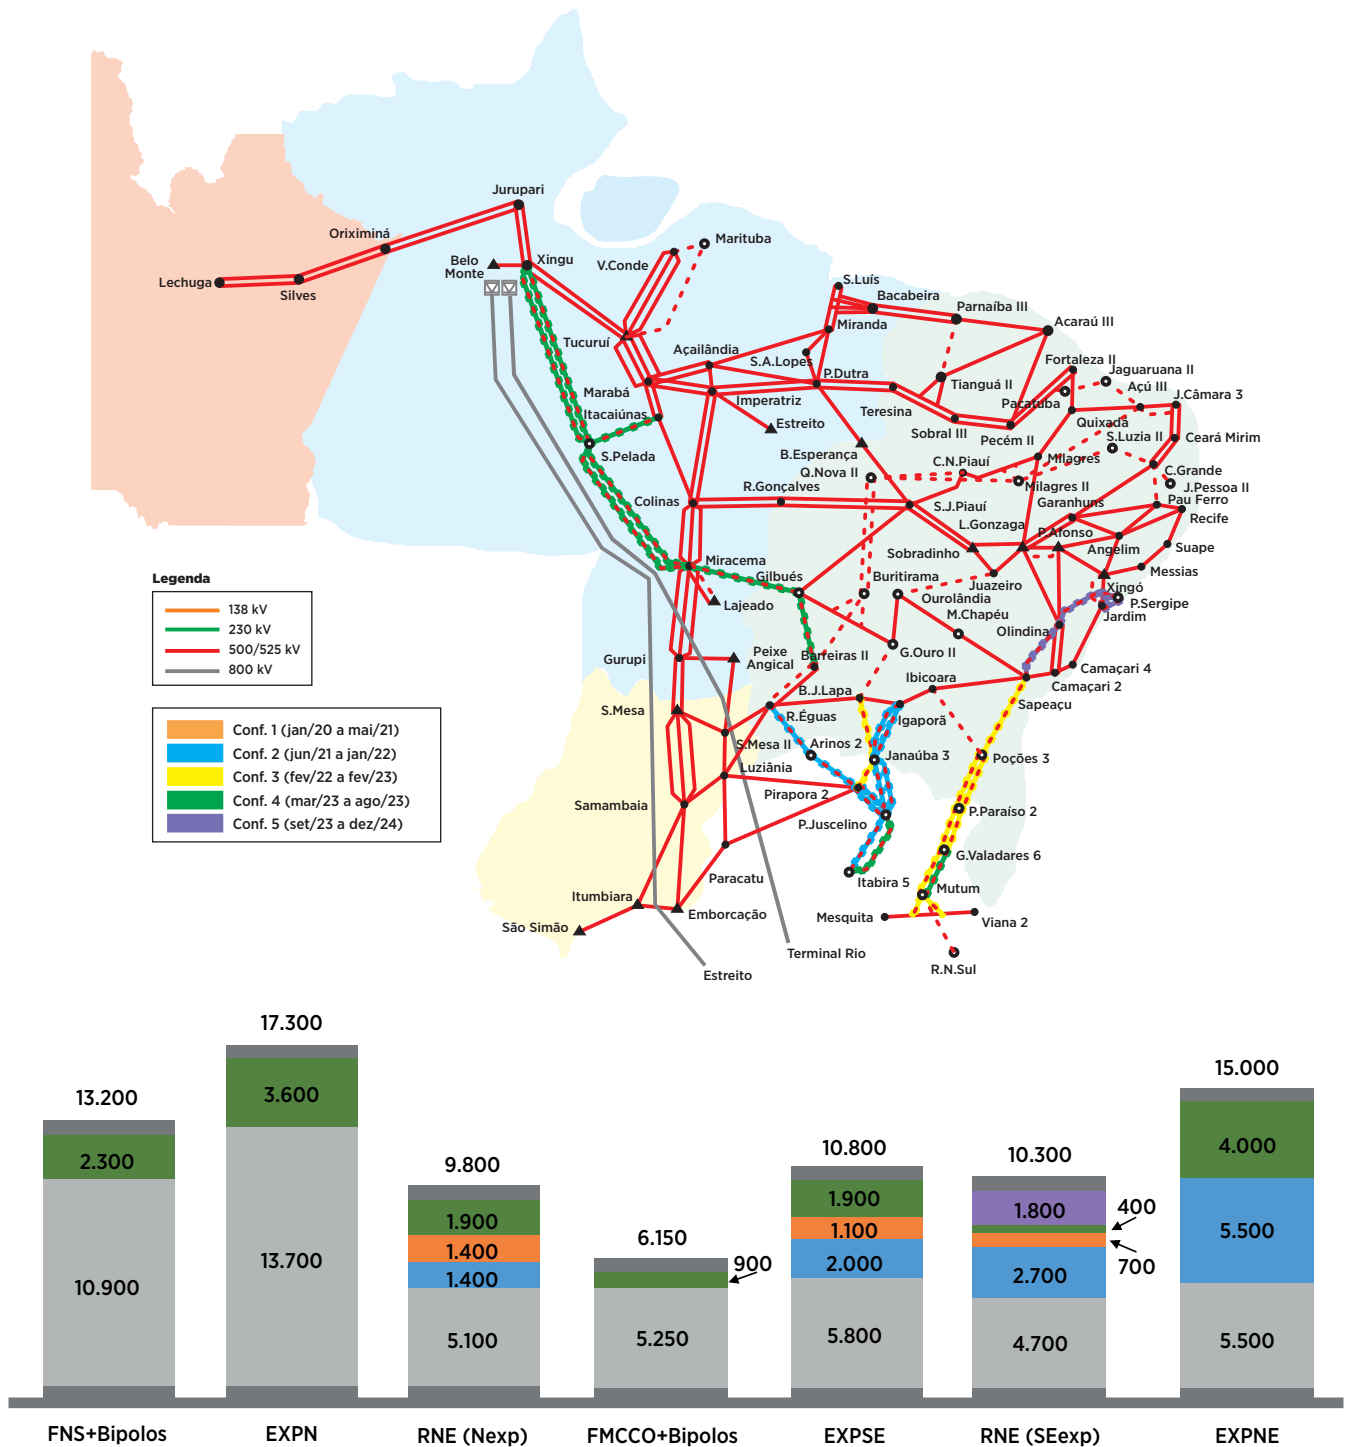 Jurupari
Oriximiná
Lechuga
Silves
Belo
Monte
Xingu
V.Conde
Marituba
Tucuruí
S.Luís
Bacabeira
Parnaíba III
Miranda
Acaraú III
Açailândia
S.A.Lopes
P.Dutra
Fortaleza II
Jaguaruana II
Tianguá II
Pacatuba
Açú III
J.Câmara 3
Marabá
Imperatriz
Itacaiúnas
Estreito
Teresina
Sobral III
Pecém II
Quixadá
S.Luzia II
Ceará Mirim
S.Pelada
B.Esperança
Q.Nova II
C.N.Piauí
Milagres
C.Grande
R.Gonçalves
Milagres II
J.Pessoa II
Colinas
S.J.Piauí
Garanhuns
Pau Ferro
L.Gonzaga
P.Afonso
Recife
Sobradinho
Angelim
Suape
Miracema
Gilbués
Buritirama
Juazeiro
Messias
Xingó
Lajeado
Ourolândia
P.Sergipe
M.Chapéu
Jardim
Olindina
Gurupi
Peixe
Angical
Barreiras II
G.Ouro II
Camaçari 4
Ibicoara
Camaçari 2
B.J.Lapa
Sapeaçu
S.Mesa
R.Éguas
Igaporã
S.Mesa II
Arinos 2
Janaúba 3
Poções 3
Luziânia
Pirapora 2
Samambaia
P.Juscelino
P.Paraíso 2
G.Valadares 6
Paracatu
Itabira 5
Mutum
Itumbiara
Emborcação
Mesquita
Viana 2
São Simão
Terminal Rio
Estreito
R.N.Sul
Legenda
138 kV
230 kV
500/525 kV
800 kV
Conf. 1 (jan/20 a mai/21)
Conf. 2 (jun/21 a jan/22)
Conf. 3 (fev/22 a fev/23)
Conf. 4 (mar/23 a ago/23)
Conf. 5 (set/23 a dez/24)
13.200
2.300
10.900
17.300
3.600
13.700
9.800
1.900
1.400
1.400
5.100
6.150
900
5.250
10.800
1.900
1.100
2.000
5.800
10.300
1.800
400
700
2.700
4.700
15.000
4.000
5.500
5.500
FNS+Bipolos
EXPN
RNE (Nexp)
FMCCO+Bipolos
EXPSE
RNE (SEexp)
EXPNE